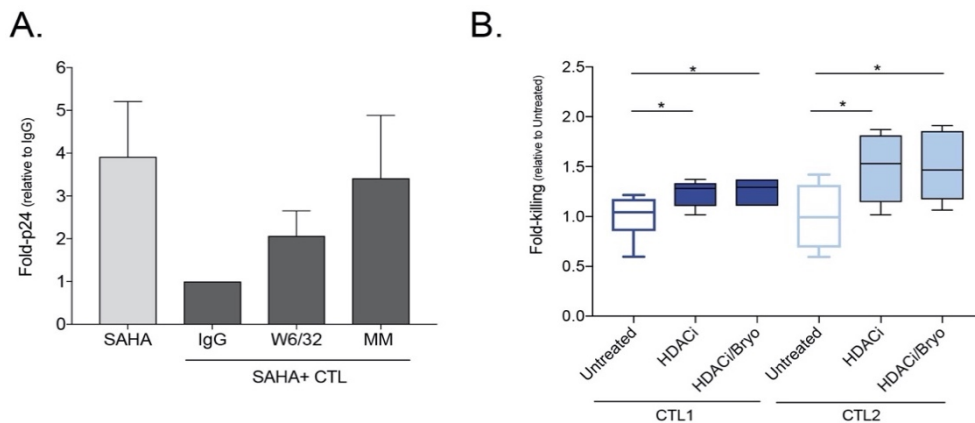 A.
Fold-p24 (relative to IgG)
6
5
4
3
2
1
0
SAHA
IgG
W6/32
MM
SAHA+ CTL
B.
Fold-killing (relative to Untreated)
2.5
2.0
1.5
1.0
0.5
0.0
*
*
*
*
Untreated
HDACi
HDACi/Bryo
Untreated
HDACi
HDACi/Bryo
CTL1
CTL2